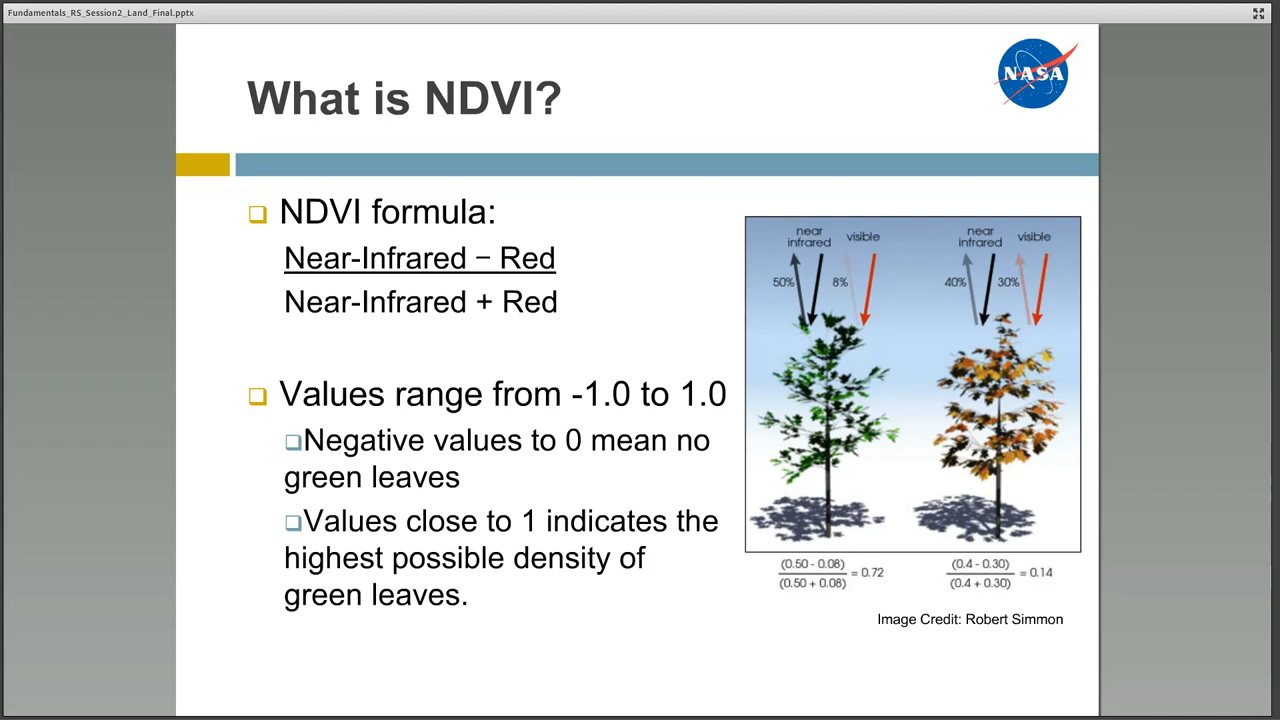 Fundamentals_RS_Session2_Land_Final.pptx
NASA
What is NDVI?
❑ NDVI formula:
Near-Infrared − Red
Near-Infrared + Red
❑ Values range from -1.0 to 1.0
❑Negative values to 0 mean no
green leaves
❑Values close to 1 indicates the
highest possible density of
green leaves.
near
infrared
visible
50%
8%
near
infrared
visible
40%
30%
(0.50 - 0.08)
(0.50 + 0.08)
= 0.72
(0.4 - 0.30)
(0.4 + 0.30)
= 0.14
Image Credit: Robert Simmon